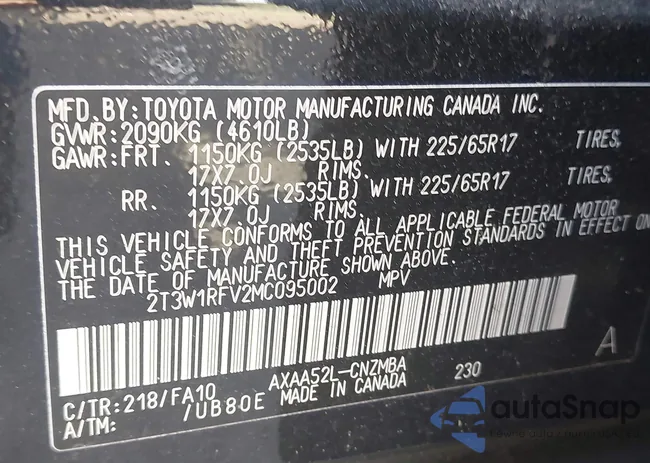 MFD.BY:TOYOTA MOTOR MANUFACTURING CANADA INC.
GVWR:2090KG (4610LB)
GAWR:FRT. 1150KG (2535LB) WITH 225/65R17 TIRES,
17X7.0J RIMS.
RR. 1150KG (2535LB) WITH 225/65R17 TIRES,
17X7.0J RIMS.
THIS VEHICLE CONFORMS TO ALL APPLICABLE FEDERAL MOTOR
VEHICLE SAFETY AND THEFT PREVENTION STANDARDS IN EFFECT ON
THE DATE OF MANUFACTURE SHOWN ABOVE.
2T3W1RFV2MC095002 MPV
A
C/TR:218/FA10 AXAA52L-CNZMBA 230
A/TM: /UB80E MADE IN CANADA
autoSnap